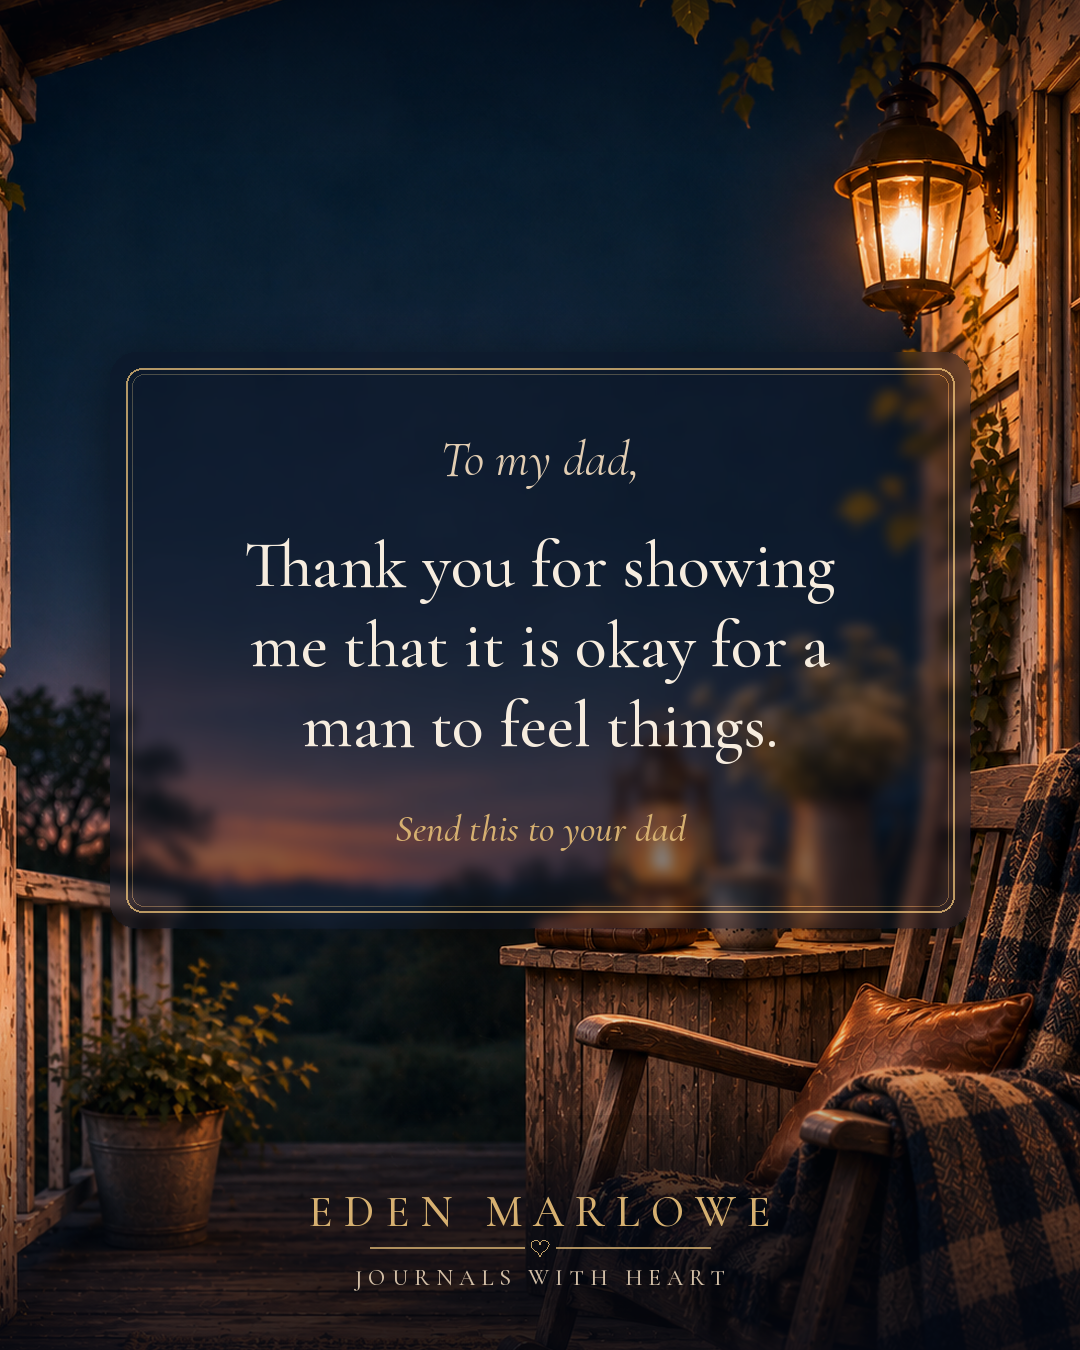 To my dad,
Thank you for showing
me that it is okay for a
man to feel things.
Send this to your dad
EDEN MARLOWE
JOURNALS WITH HEART